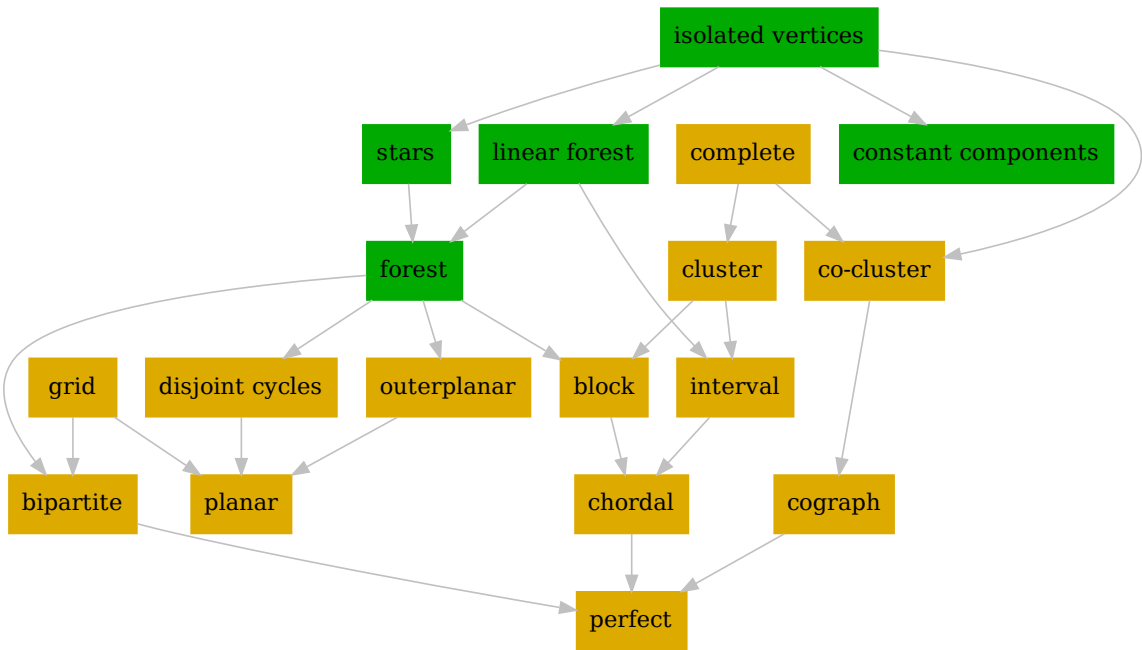 isolated vertices
stars
linear forest
complete
constant components
forest
cluster
co-cluster
grid
disjoint cycles
outerplanar
block
interval
bipartite
planar
chordal
cograph
perfect